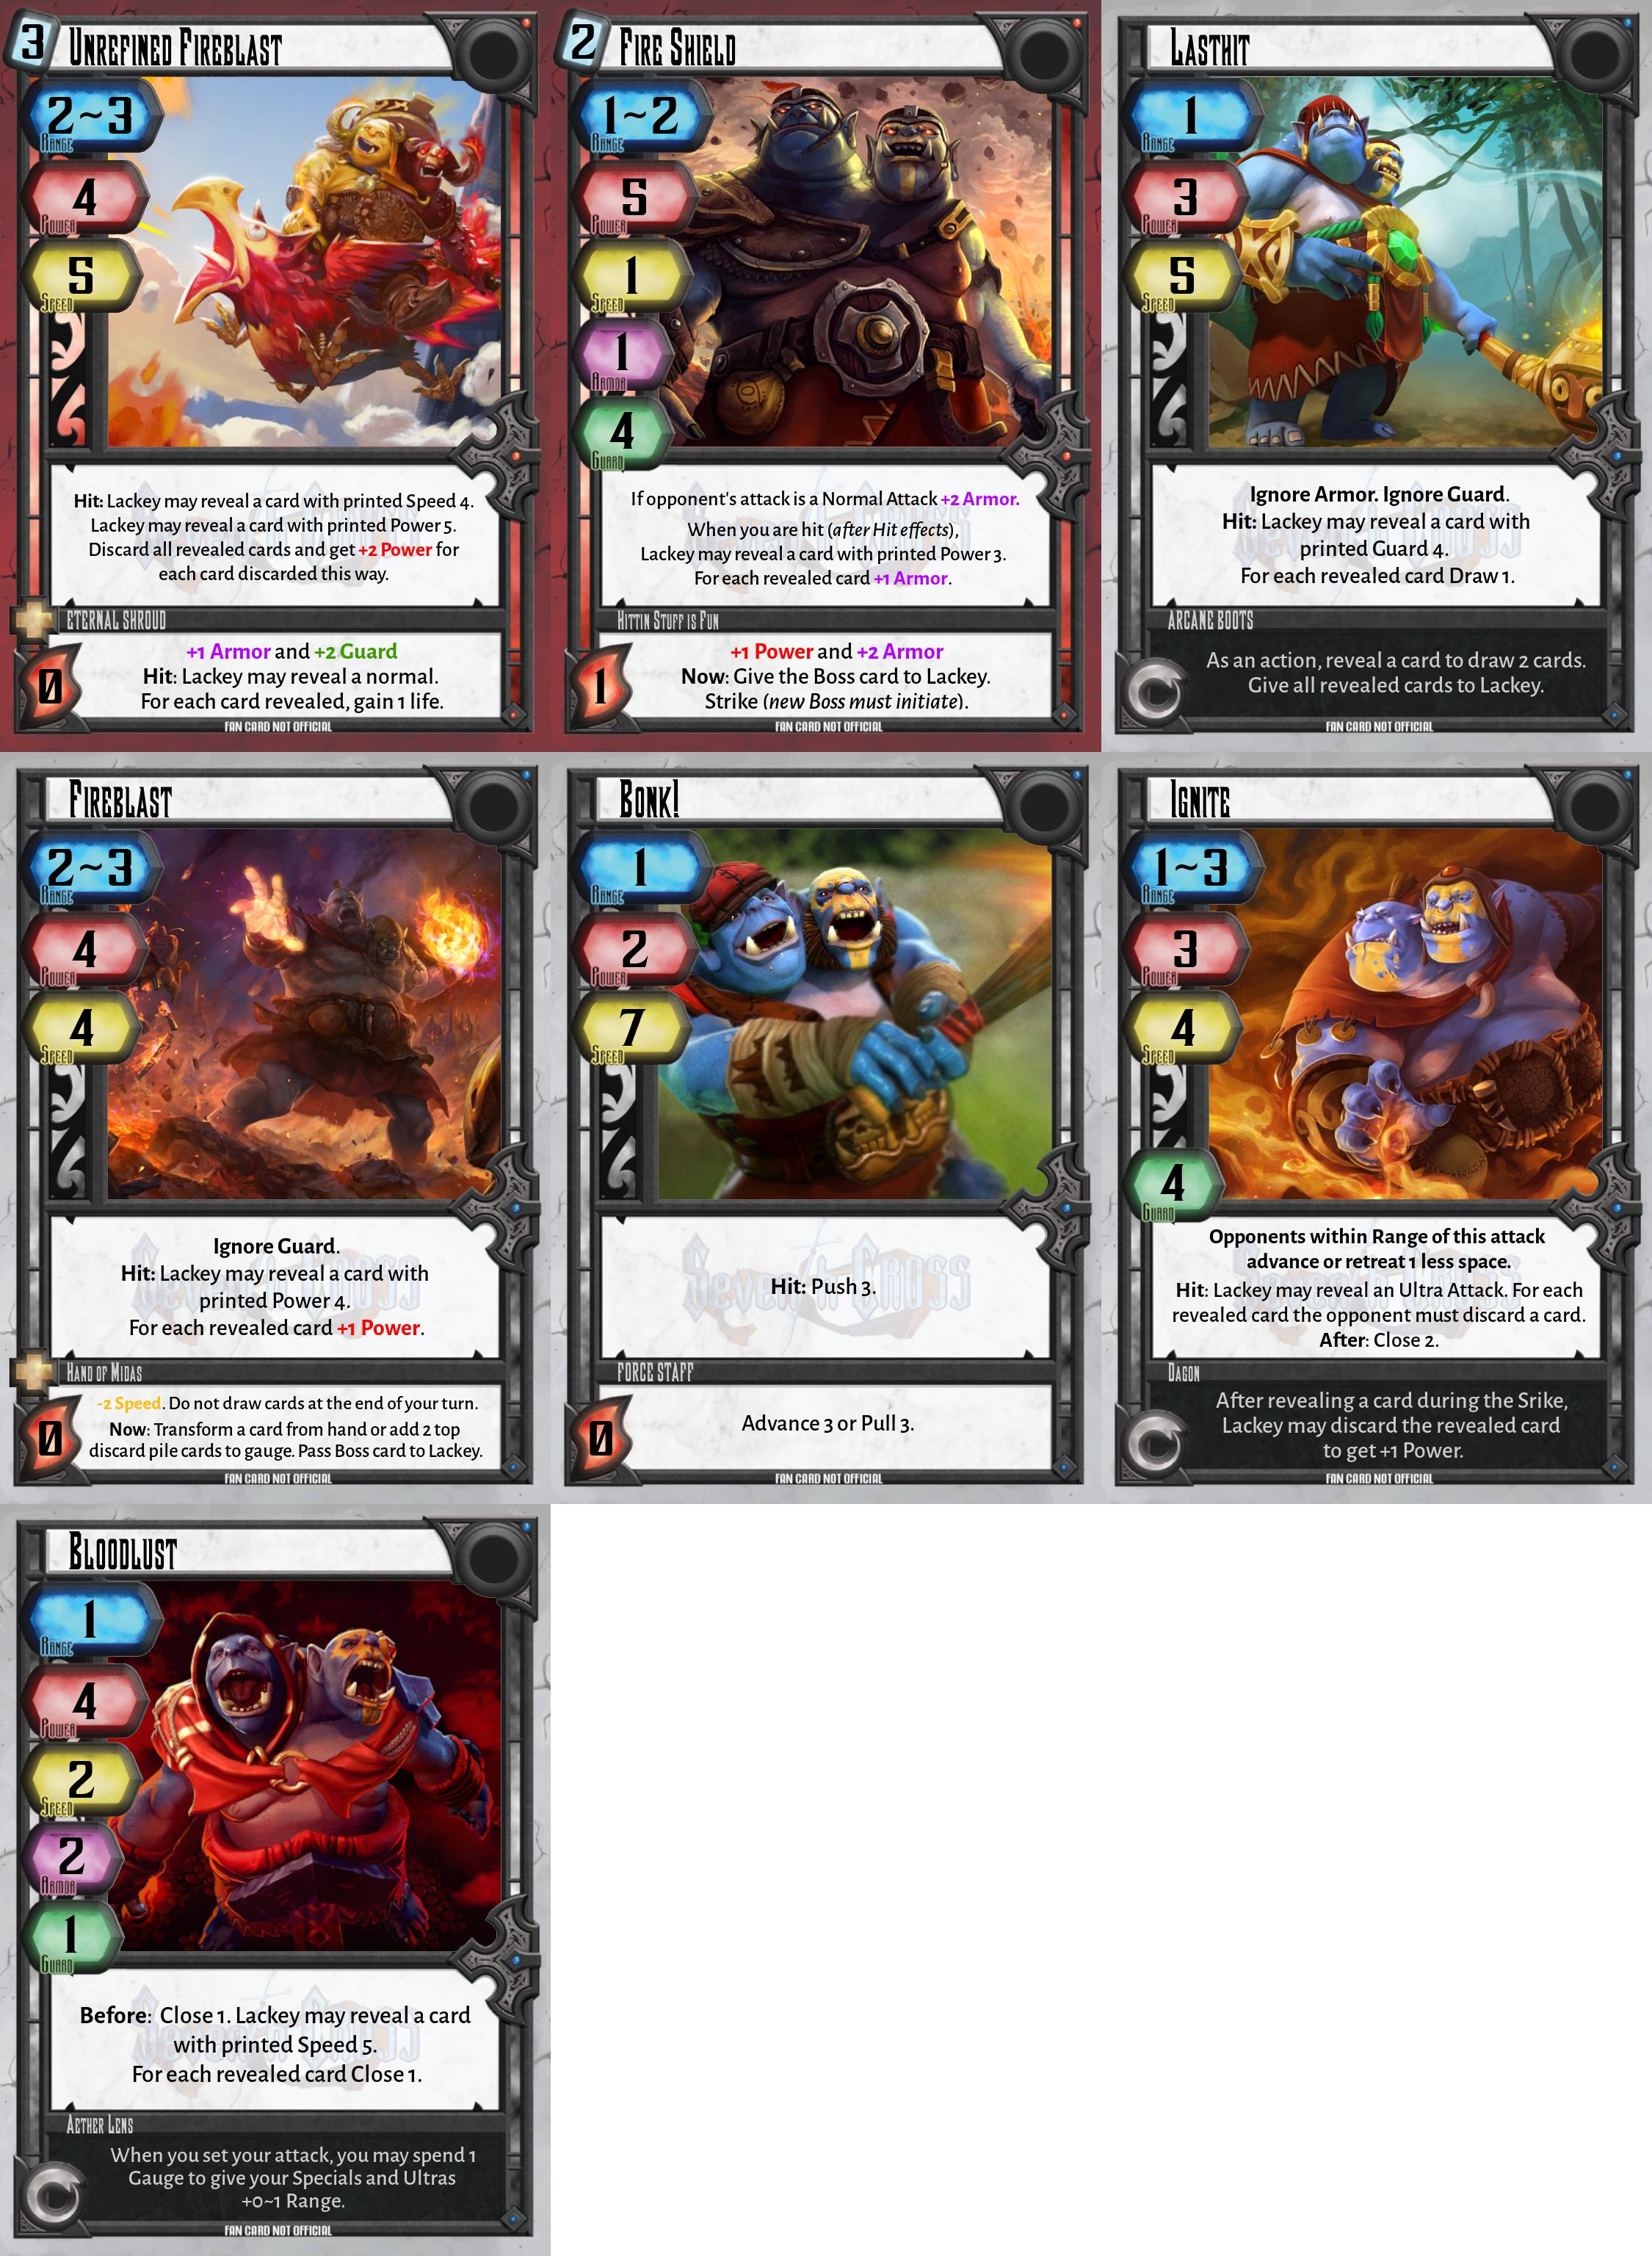 3
UNREFINED FIREBLAST
2~3
RANGE
4
POWER
5
SPEED
Hit: Lackey may reveal a card with printed Speed 4.
Lackey may reveal a card with printed Power 5.
Discard all revealed cards and get +2 Power for
each card discarded this way.
ETERNAL SHROUD
0
+1 Armor and +2 Guard
Hit: Lackey may reveal a normal.
For each card revealed, gain 1 life.
FAN CARD NOT OFFICIAL
2
FIRE SHIELD
1~2
RANGE
5
POWER
1
SPEED
1
ARMOR
4
GUARD
If opponent's attack is a Normal Attack +2 Armor.
When you are hit (after Hit effects),
Lackey may reveal a card with printed Power 3.
For each revealed card +1 Armor.
HITTIN STUFF IS FUN
1
+1 Power and +2 Armor
Now: Give the Boss card to Lackey.
Strike (new Boss must initiate).
FAN CARD NOT OFFICIAL
LASTHIT
1
RANGE
3
POWER
5
SPEED
Ignore Armor. Ignore Guard.
Hit: Lackey may reveal a card with
printed Guard 4.
For each revealed card Draw 1.
ARCANE BOOTS
As an action, reveal a card to draw 2 cards.
Give all revealed cards to Lackey.
FAN CARD NOT OFFICIAL
FIREBLAST
2~3
RANGE
4
POWER
4
SPEED
Ignore Guard.
Hit: Lackey may reveal a card with
printed Power 4.
For each revealed card +1 Power.
HAND OF MIDAS
0
-2 Speed. Do not draw cards at the end of your turn.
Now: Transform a card from hand or add 2 top
discard pile cards to gauge. Pass Boss card to Lackey.
FAN CARD NOT OFFICIAL
BONK!
1
RANGE
2
POWER
7
SPEED
Hit: Push 3.
FORCE STAFF
0
Advance 3 or Pull 3.
FAN CARD NOT OFFICIAL
IGNITE
1~3
RANGE
3
POWER
4
SPEED
4
GUARD
Opponents within Range of this attack
advance or retreat 1 less space.
Hit: Lackey may reveal an Ultra Attack. For each
revealed card the opponent must discard a card.
After: Close 2.
DAGON
After revealing a card during the Srike,
Lackey may discard the revealed card
to get +1 Power.
FAN CARD NOT OFFICIAL
BLOODLUST
1
RANGE
4
POWER
2
SPEED
2
ARMOR
1
GUARD
Before: Close 1. Lackey may reveal a card
with printed Speed 5.
For each revealed card Close 1.
AETHER LENS
When you set your attack, you may spend 1
Gauge to give your Specials and Ultras
+0~1 Range.
FAN CARD NOT OFFICIAL